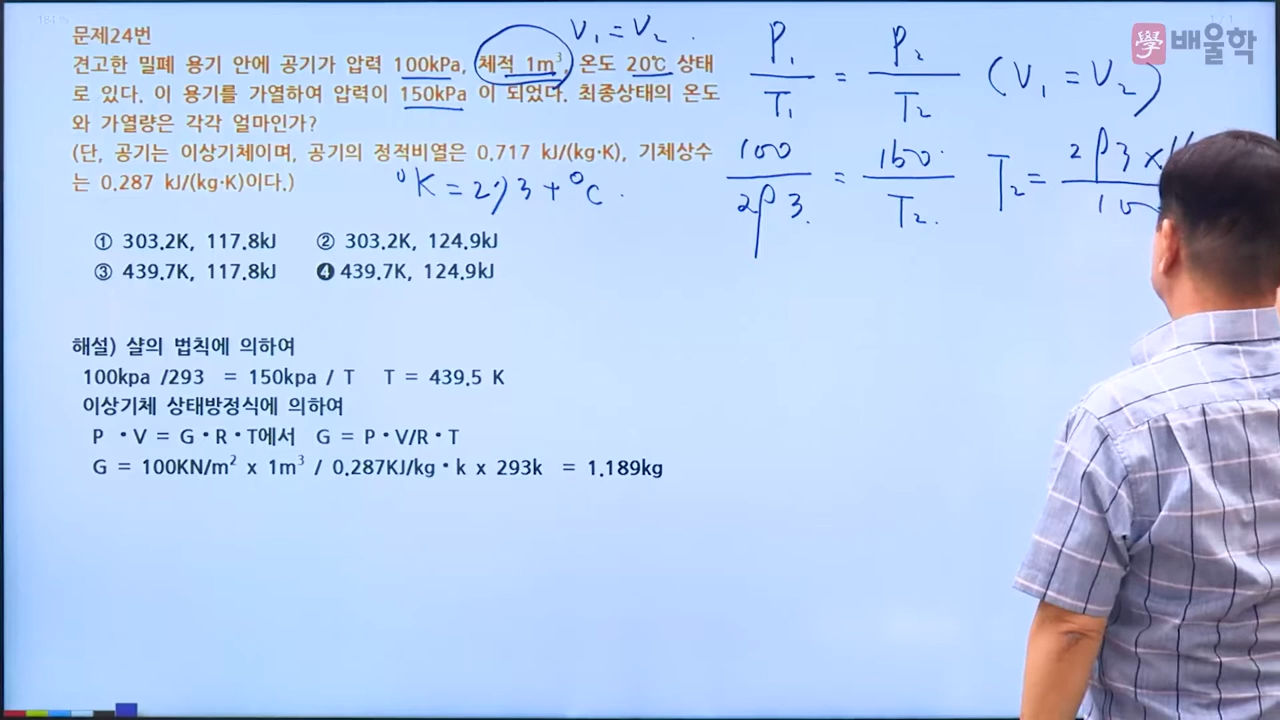 문제24번
견고한 밀폐 용기 안에 공기가 압력 100kPa, 체적 1m³, 온도 20℃ 상태
로 있다. 이 용기를 가열하여 압력이 150kPa 이 되었다. 최종상태의 온도
와 가열량은 각각 얼마인가?
(단, 공기는 이상기체이며, 공기의 정적비열은 0.717 kJ/(kg·K), 기체상수
는 0.287 kJ/(kg·K)이다.)
① 303.2K, 117.8kJ ② 303.2K, 124.9kJ
③ 439.7K, 117.8kJ ❹ 439.7K, 124.9kJ
해설) 샬의 법칙에 의하여
100kpa /293 = 150kpa / T T = 439.5 K
이상기체 상태방정식에 의하여
P ·V = G·R·T에서 G = P·V/R·T
G = 100KN/m² x 1m³ / 0.287KJ/kg·k x 293k = 1.189kg
V₁ = V₂
°K = 273 + °C
P₁/T₁ = P₂/T₂ (V₁ = V₂)
100/293 = 150/T₂
T₂ = 293 x
學 배울학